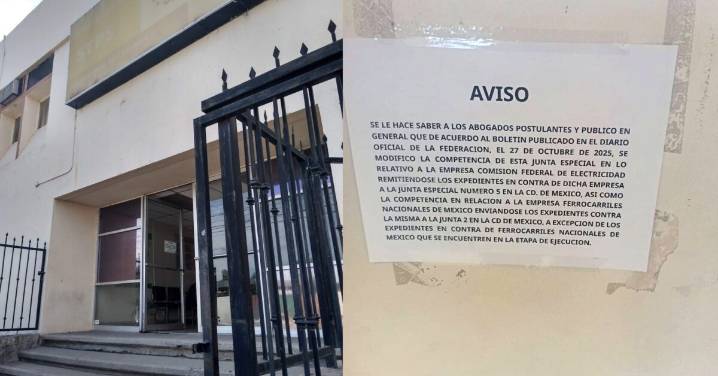 AVISO
SE LE HACE SABER A LOS ABOGADOS POSTULANTES Y PUBLICO EN
GENERAL QUE DE ACUERDO AL BOLETIN PUBLICADO EN EL DIARIO
OFICIAL DE LA FEDERACION, EL 27 DE OCTUBRE DE 2025, SE
MODIFICO LA COMPETENCIA DE ESTA JUNTA ESPECIAL EN LO
RELATIVO A LA EMPRESA COMISION FEDERAL DE ELECTRICIDAD
REMITIENDOSE LOS EXPEDIENTES EN CONTRA DE DICHA EMPRESA
A LA JUNTA ESPECIAL NUMERO 5 EN LA CD. DE MEXICO, ASI COMO
LA COMPETENCIA EN RELACION A LA EMPRESA FERROCARRILES
NACIONALES DE MEXICO ENVIANDOSE LOS EXPEDIENTES CONTRA
LA MISMA A LA JUNTA 2 EN LA CD DE MEXICO, A EXCEPCION DE LOS
EXPEDIENTES EN CONTRA DE FERROCARRILES NACIONALES DE
MEXICO QUE SE ENCUENTREN EN LA ETAPA DE EJECUCION.